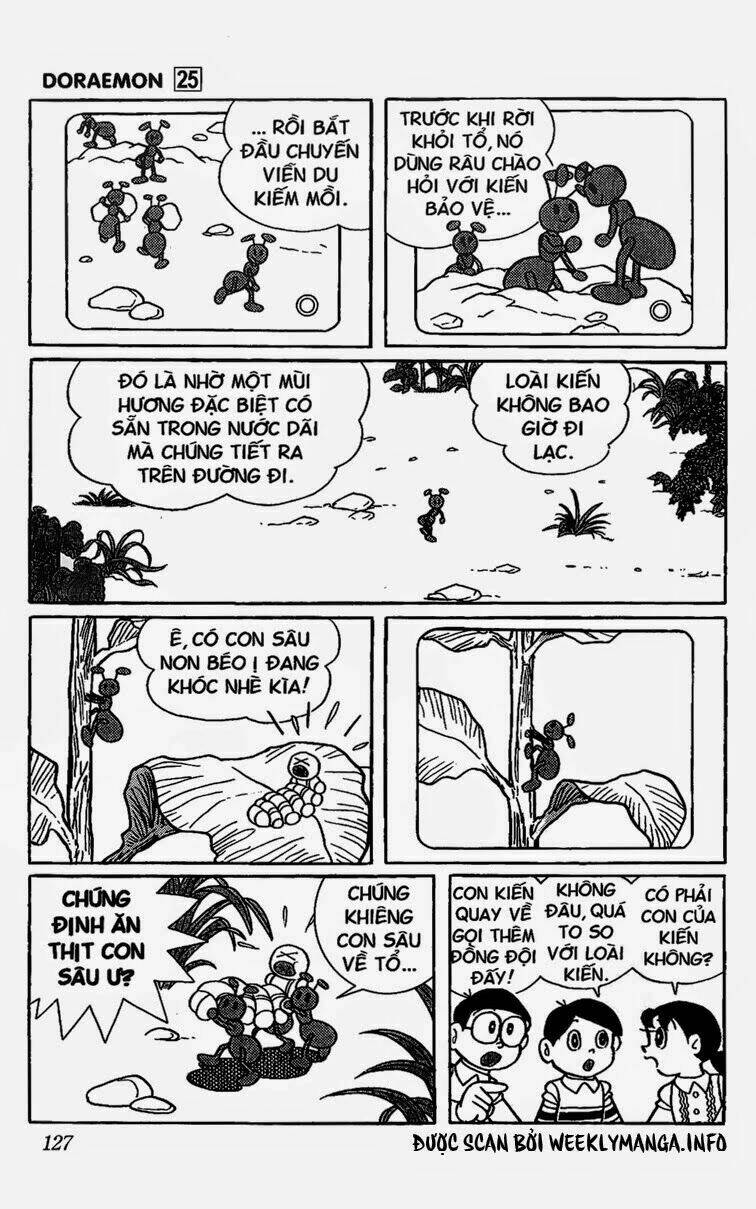 DORAEMON 25
TRƯỚC KHI RỜI
KHỎI TỔ, NÓ
DÙNG RÂU CHÀO
HỎI VỚI KIẾN
BẢO VỆ...
... RỒI BẮT
ĐẦU CHUYẾN
VIỄN DU
KIẾM MỒI.
LOÀI KIẾN
KHÔNG BAO
GIỜ ĐI
LẠC.
ĐÓ LÀ NHỜ MỘT MÙI
HƯƠNG ĐẶC BIỆT CÓ
SẴN TRONG NƯỚC DÃI
MÀ CHÚNG TIẾT RA
TRÊN ĐƯỜNG ĐI.
Ê, CÓ CON SÂU
NON BÉO Ị ĐANG
KHÓC NHÈ KÌA!
CÓ PHẢI
CON CỦA
KIẾN
KHÔNG?
KHÔNG
ĐÂU, QUÁ
TO SO
VỚI LOÀI
KIẾN.
CON KIẾN
QUAY VỀ
GỌI THÊM
ĐỒNG ĐỘI
ĐẤY!
CHÚNG
KHIÊNG
CON SÂU
VỀ TỔ...
CHÚNG
ĐỊNH ĂN
THỊT CON
SÂU Ư?
127
ĐƯỢC SCAN BỞI WEEKLYMANGA.INFO